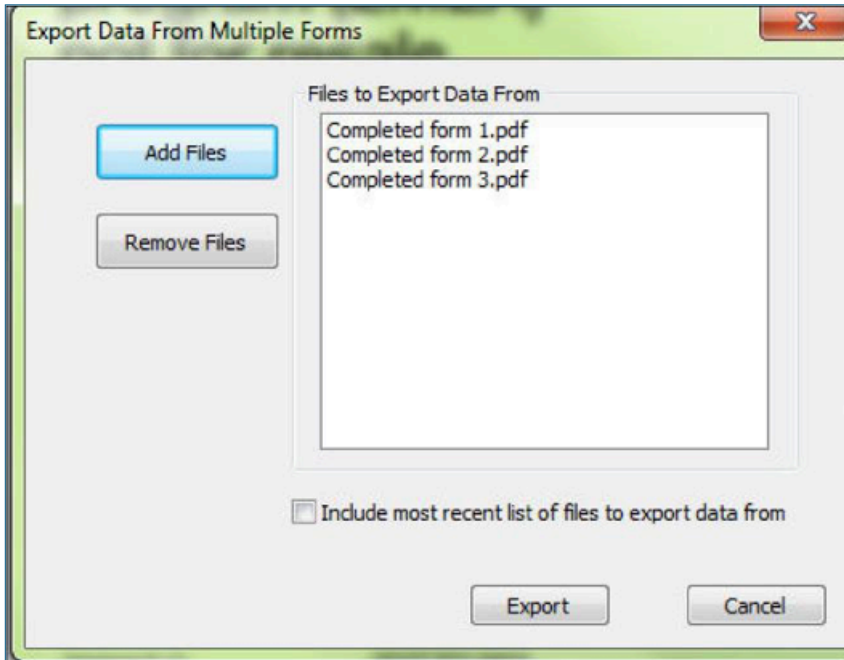 Export Data From Multiple Forms
Files to Export Data From
Add Files
Remove Files
Completed form 1.pdf
Completed form 2.pdf
Completed form 3.pdf
Include most recent list of files to export data from
Export
Cancel